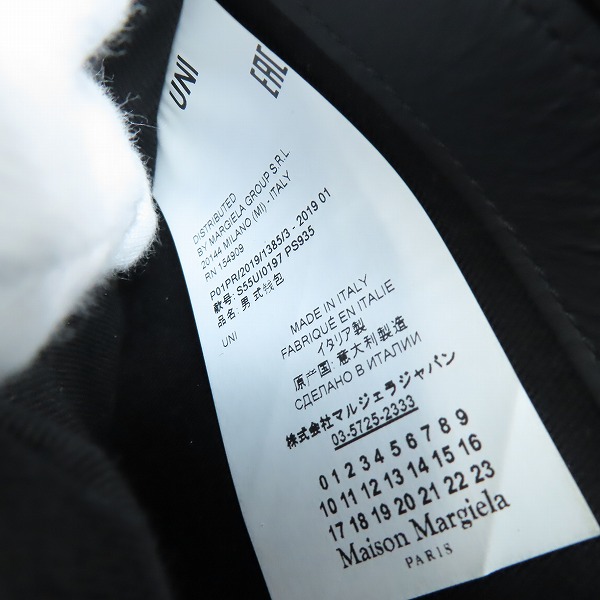 UNI
EAC
DISTRIBUTED
BY MARGIELA GROUP S.R.L
20144 MILANO (MI) - ITALY
RN 154909
P01PR/2019/1385/3 - 2019 01
款号: S55UI0197 PS935
品名: 男式钱包
UNI
MADE IN ITALY
FABRIQUÉ EN ITALIE
イタリア製
原产国: 意大利製造
СДЕЛАНО В ИТАЛИИ
株式会社マルジェラジャパン
03-5725-2333
0 1 2 3 4 5 6 7 8 9
10 11 12 13 14 15 16
17 18 19 20 21 22 23
Maison Margiela
PARIS